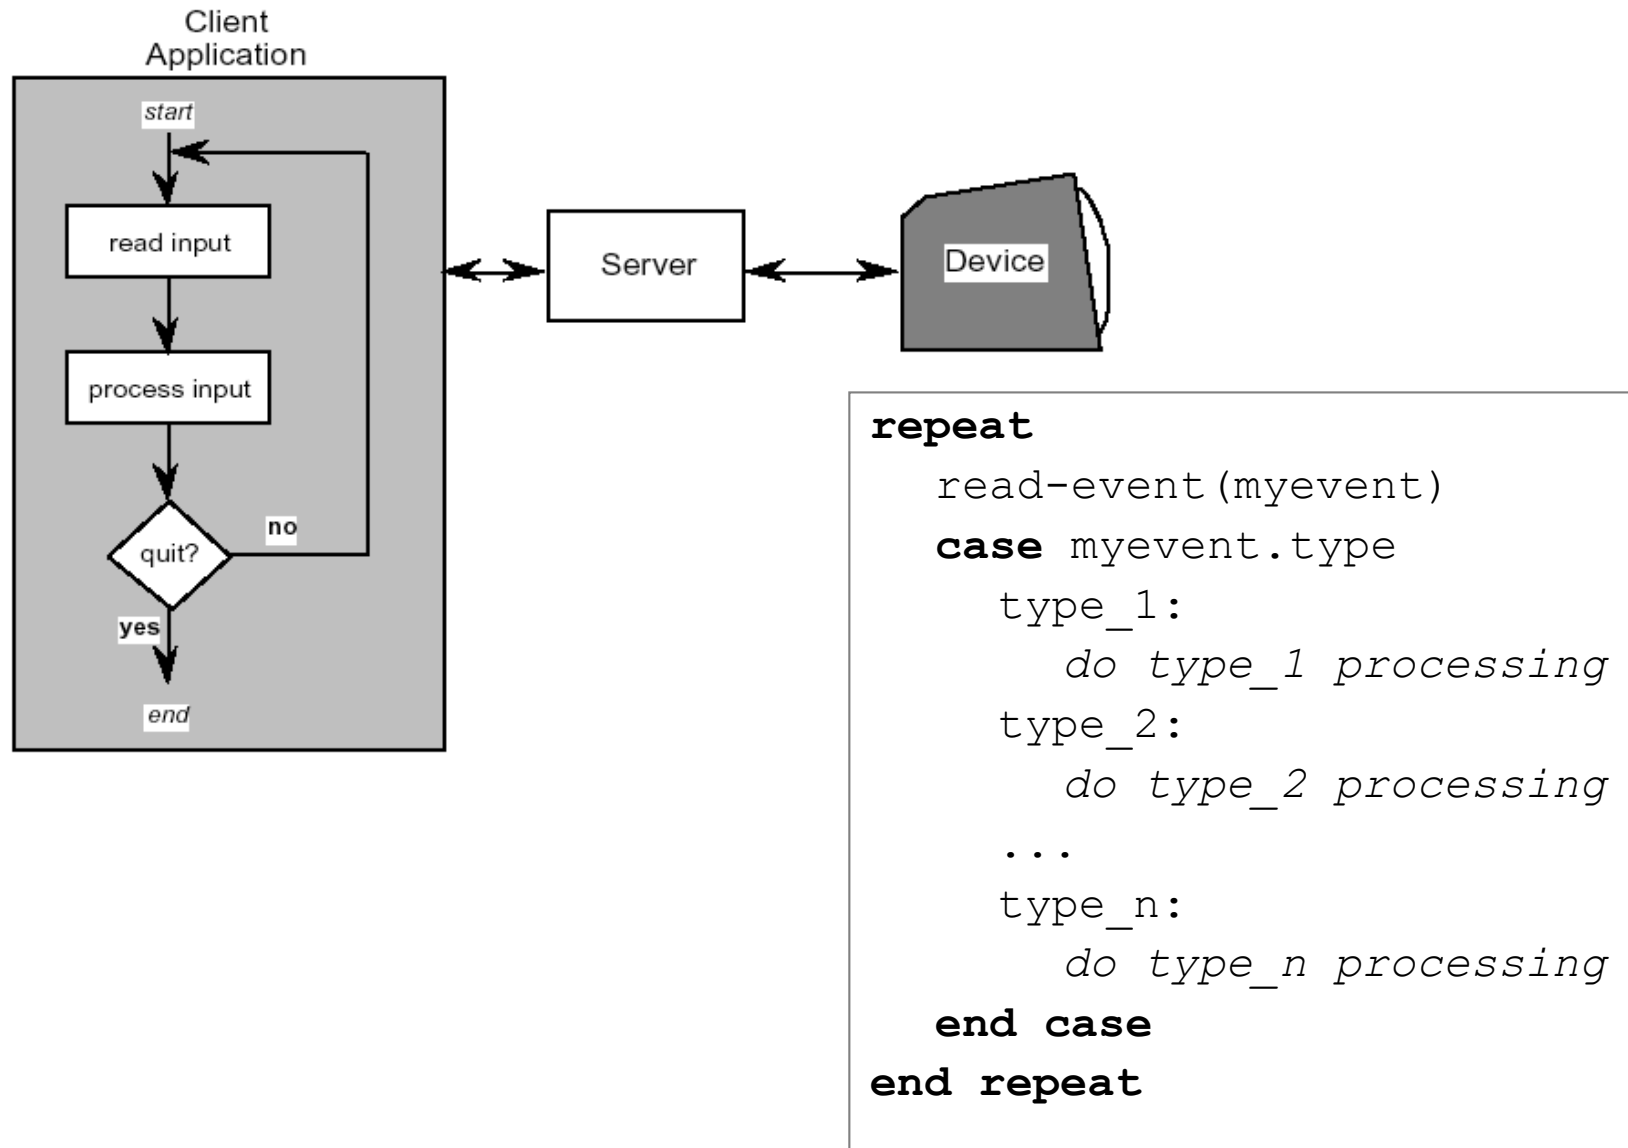 Client
Application
start
read input
process input
quit?
no
yes
end
Server
Device
repeat
read-event(myevent)
case myevent.type
type_1:
do type_1 processing
type_2:
do type_2 processing
...
type_n:
do type_n processing
end case
end repeat